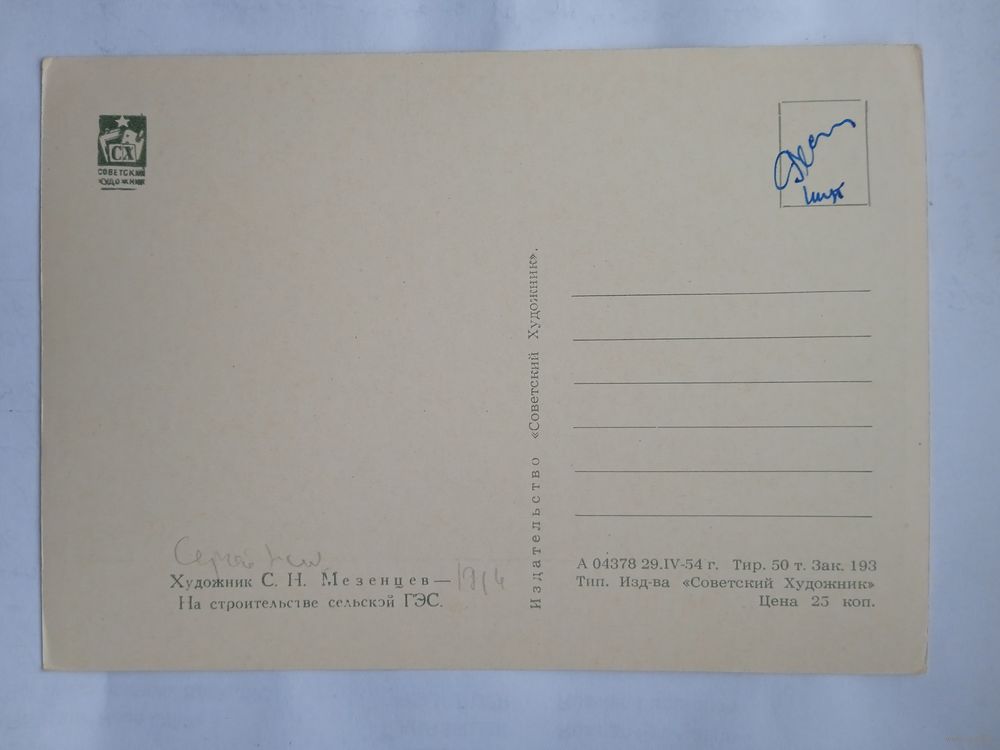 СХ
СОВЕТСКИЙ
ХУДОЖНИК
Сергей
Художник С. Н. Мезенцев—
На строительстве сельской ГЭС.
Издательство «Советский Художник».
А 04378 29.IV-54 г. Тир. 50 т. Зак. 193
Тип. Изд-ва «Советский Художник»
Цена 25 коп.